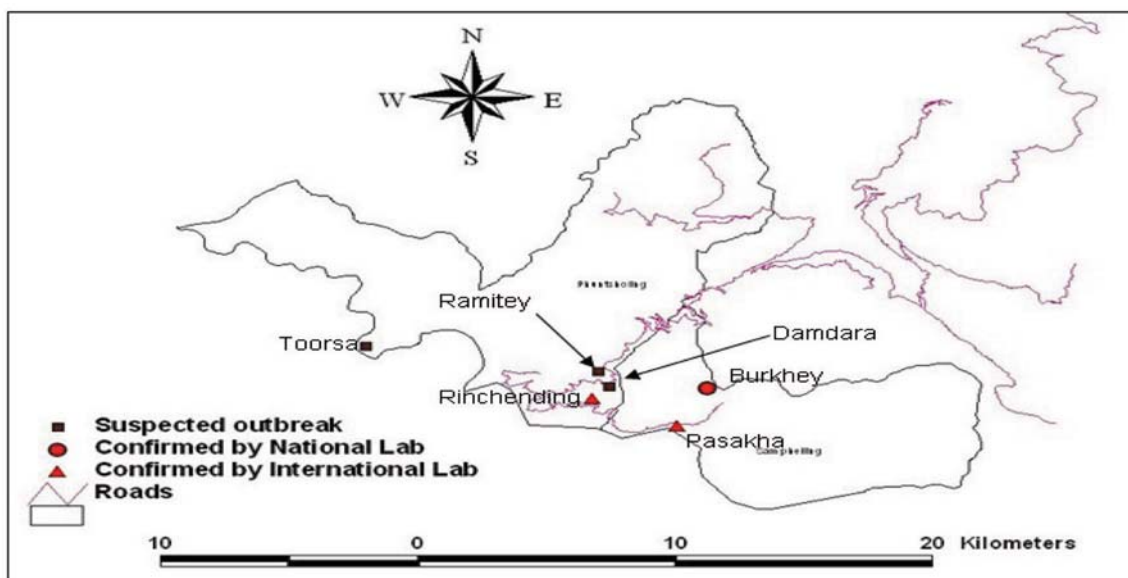 N
W E
S
Phuntsholing
Ramitey
Toorsa
Damdara
Burkhey
Rinchending
Pasakha
Suspected outbreak
Confirmed by National Lab
Confirmed by International Lab
Roads
10 0 10 20 Kilometers